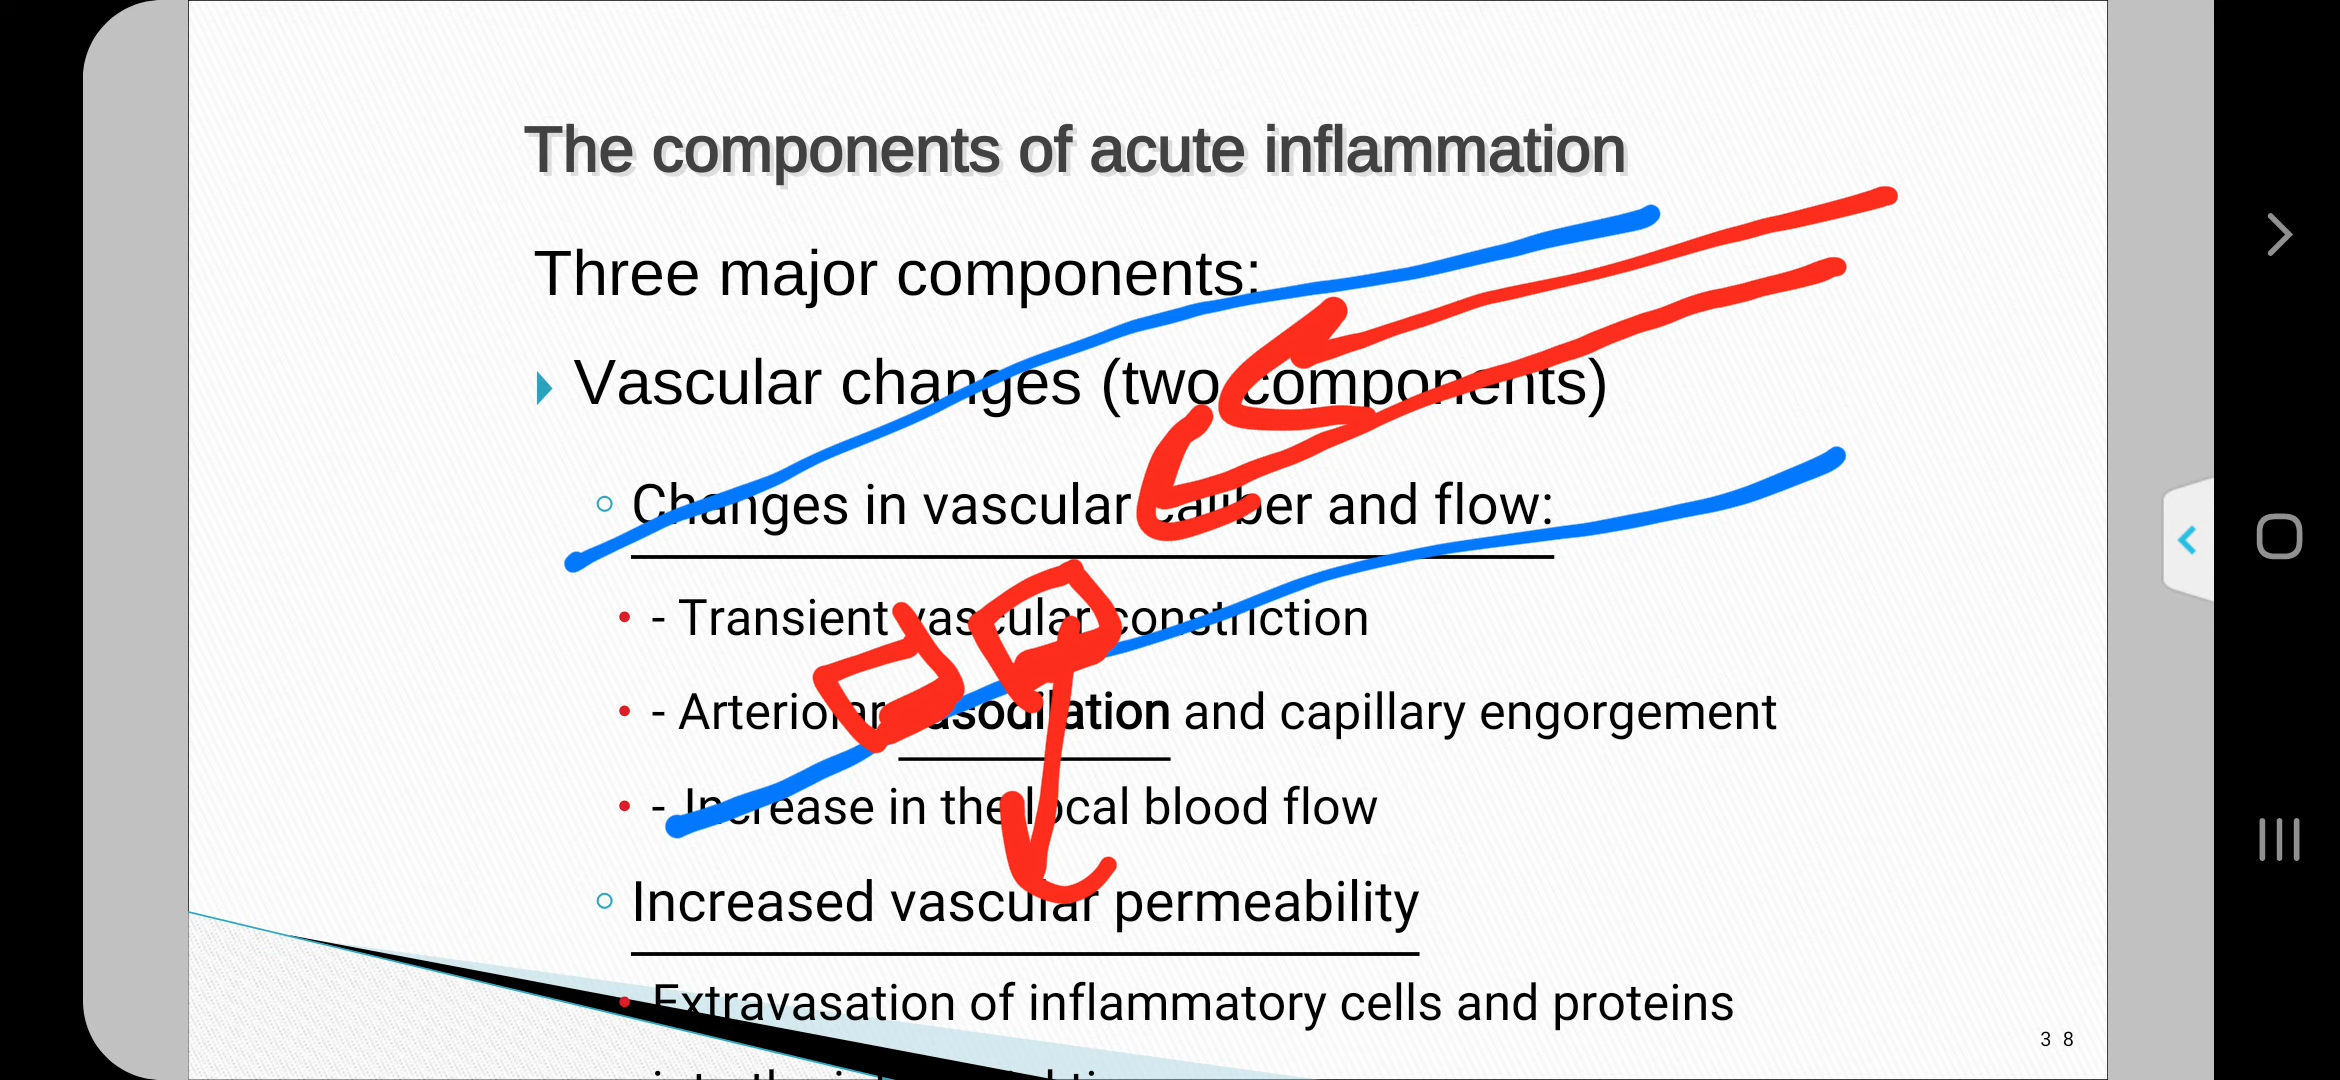 The components of acute inflammation
Three major components:
Vascular changes (two components)
Changes in vascular caliber and flow:
- Transient vascular constriction
- Arteriolar vasodilation and capillary engorgement
- Increase in the local blood flow
Increased vascular permeability
Extravasation of inflammatory cells and proteins
38